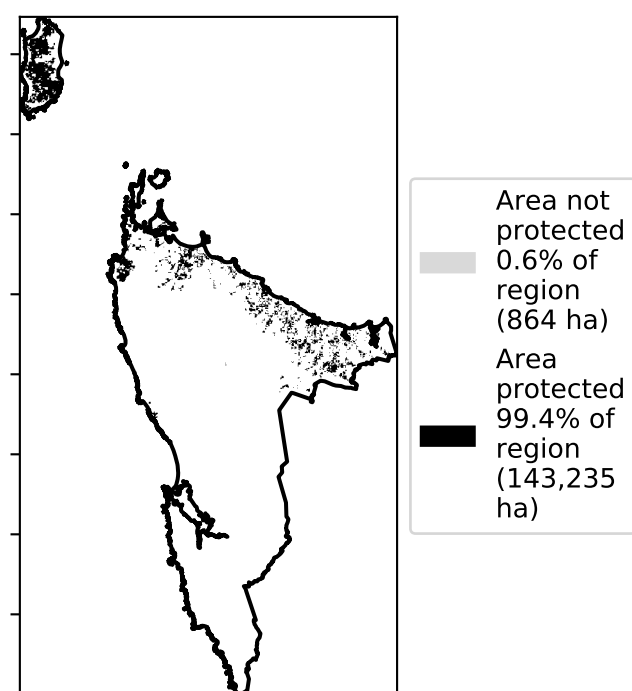 Area not
protected
0.6% of
region
(864 ha)
Area
protected
99.4% of
region
(143,235
ha)